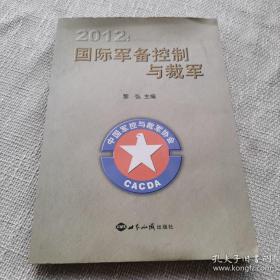 2012:
国际军备控制
与裁军
黎弘 主编
中国军控与裁军协会
CACDA
世界知识出版社
孔夫子旧书网